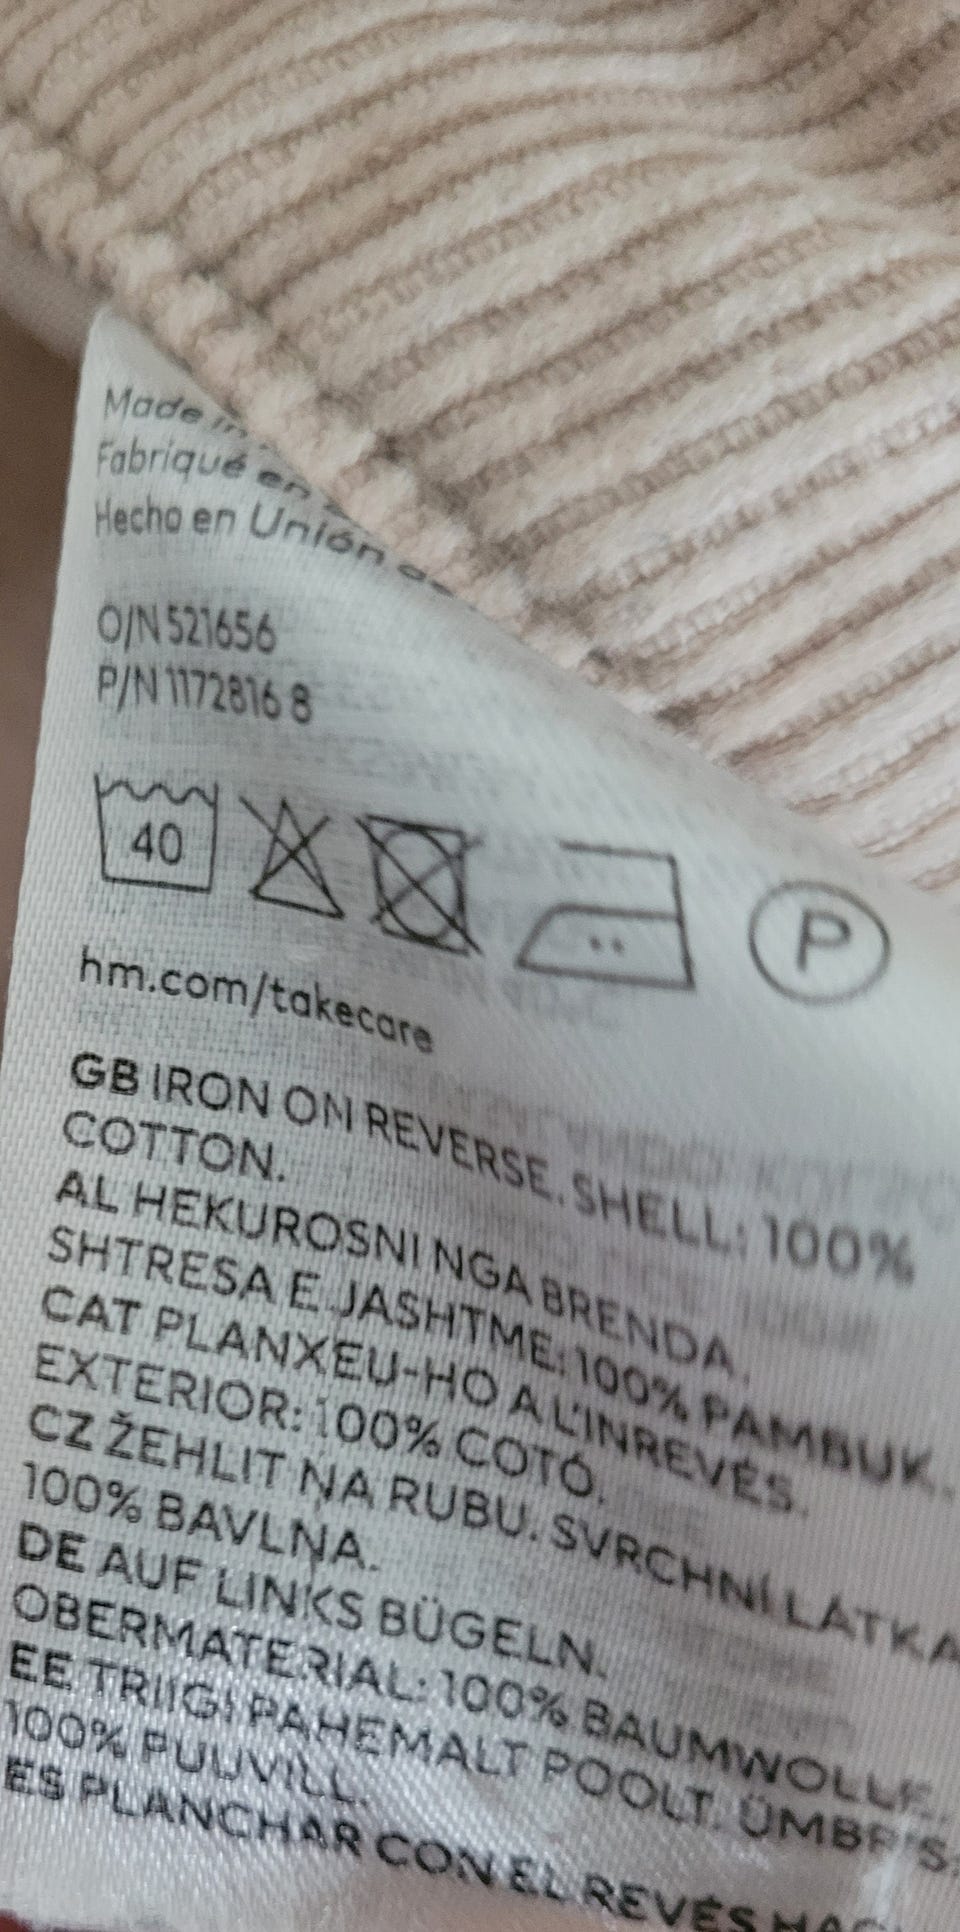 Made in
Fabriqué en
Hecho en Unión
O/N 521656
P/N 1172816 8
40
P
hm.com/takecare
GB IRON ON REVERSE. SHELL: 100%
COTTON.
AL HEKUROSNI NGA BRENDA.
SHTRESA E JASHTME: 100% PAMBUK.
CAT PLANXEU-HO A L'INREVÉS.
EXTERIOR: 100% COTÓ.
CZ ŽEHLIT NA RUBU. SVRCHNÍ LÁTKA
100% BAVLNA.
DE AUF LINKS BÜGELN.
OBERMATERIAL: 100% BAUMWOLLE.
EE TRIIGI PAHEMALT POOLT. ÜMBRIS:
100% PUUVILL.
ES PLANCHAR CON EL REVÉS